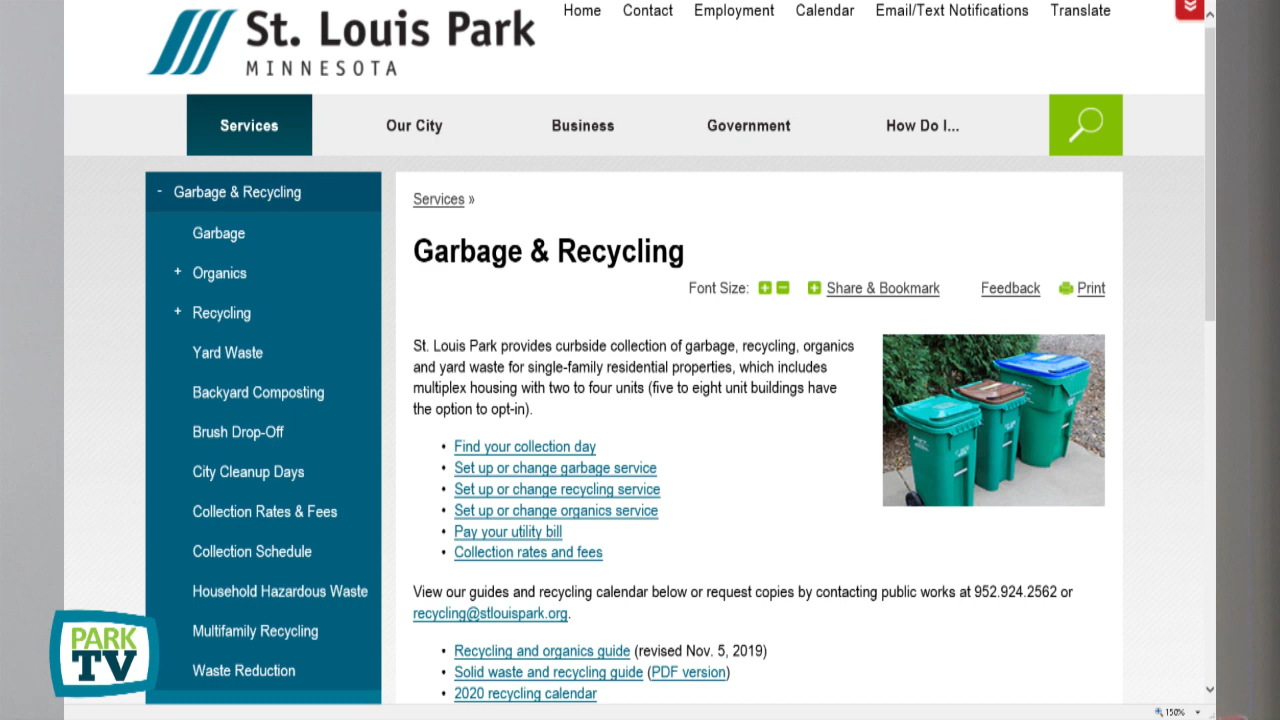 St. Louis Park
MINNESOTA
Home Contact Employment Calendar Email/Text Notifications Translate
Services Our City Business Government How Do I...
- Garbage & Recycling
Garbage
+ Organics
+ Recycling
Yard Waste
Backyard Composting
Brush Drop-Off
City Cleanup Days
Collection Rates & Fees
Collection Schedule
Household Hazardous Waste
Multifamily Recycling
Waste Reduction
Services »
Garbage & Recycling
Font Size: Share & Bookmark Feedback Print
St. Louis Park provides curbside collection of garbage, recycling, organics
and yard waste for single-family residential properties, which includes
multiplex housing with two to four units (five to eight unit buildings have
the option to opt-in).
• Find your collection day
• Set up or change garbage service
• Set up or change recycling service
• Set up or change organics service
• Pay your utility bill
• Collection rates and fees
View our guides and recycling calendar below or request copies by contacting public works at 952.924.2562 or
recycling@stlouispark.org.
• Recycling and organics guide (revised Nov. 5, 2019)
• Solid waste and recycling guide (PDF version)
• 2020 recycling calendar
PARK
TV
150%